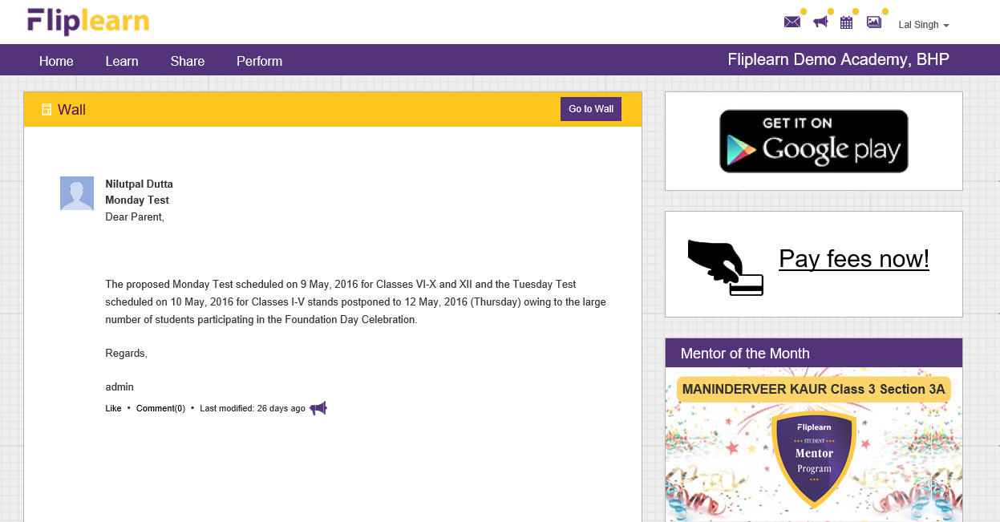 Fliplearn
Lal Singh
Home Learn Share Perform
Fliplearn Demo Academy, BHP
Wall
Go to Wall
Nilutpal Dutta
Monday Test
Dear Parent,
The proposed Monday Test scheduled on 9 May, 2016 for Classes VI-X and XII and the Tuesday Test
scheduled on 10 May, 2016 for Classes I-V stands postponed to 12 May, 2016 (Thursday) owing to the large
number of students participating in the Foundation Day Celebration.
Regards,
admin
Like • Comment(0) • Last modified: 26 days ago
GET IT ON
Google play
Pay fees now!
Mentor of the Month
MANINDERVEER KAUR Class 3 Section 3A
Fliplearn
STUDENT
Mentor
Program